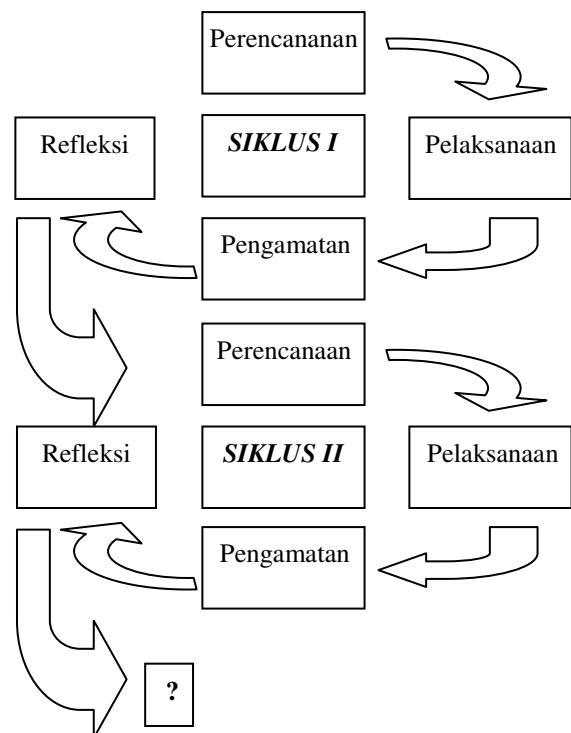 Perencananan
Refleksi
SIKLUS I
Pelaksanaan
Pengamatan
Perencanaan
Refleksi
SIKLUS II
Pelaksanaan
Pengamatan
?